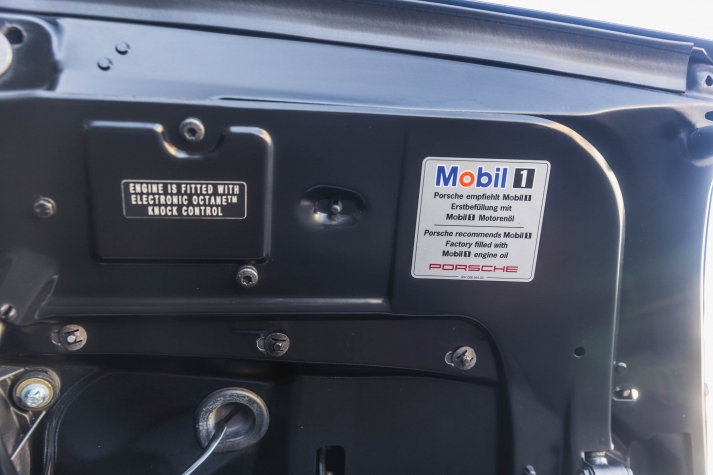 ENGINE IS FITTED WITH
ELECTRONIC OCTANE™
KNOCK CONTROL
Mobil 1
Porsche empfiehlt Mobil 1
Erstbefüllung mit
Mobil 1 Motorenöl
Porsche recommends Mobil 1
Factory filled with
Mobil 1 engine oil
PORSCHE